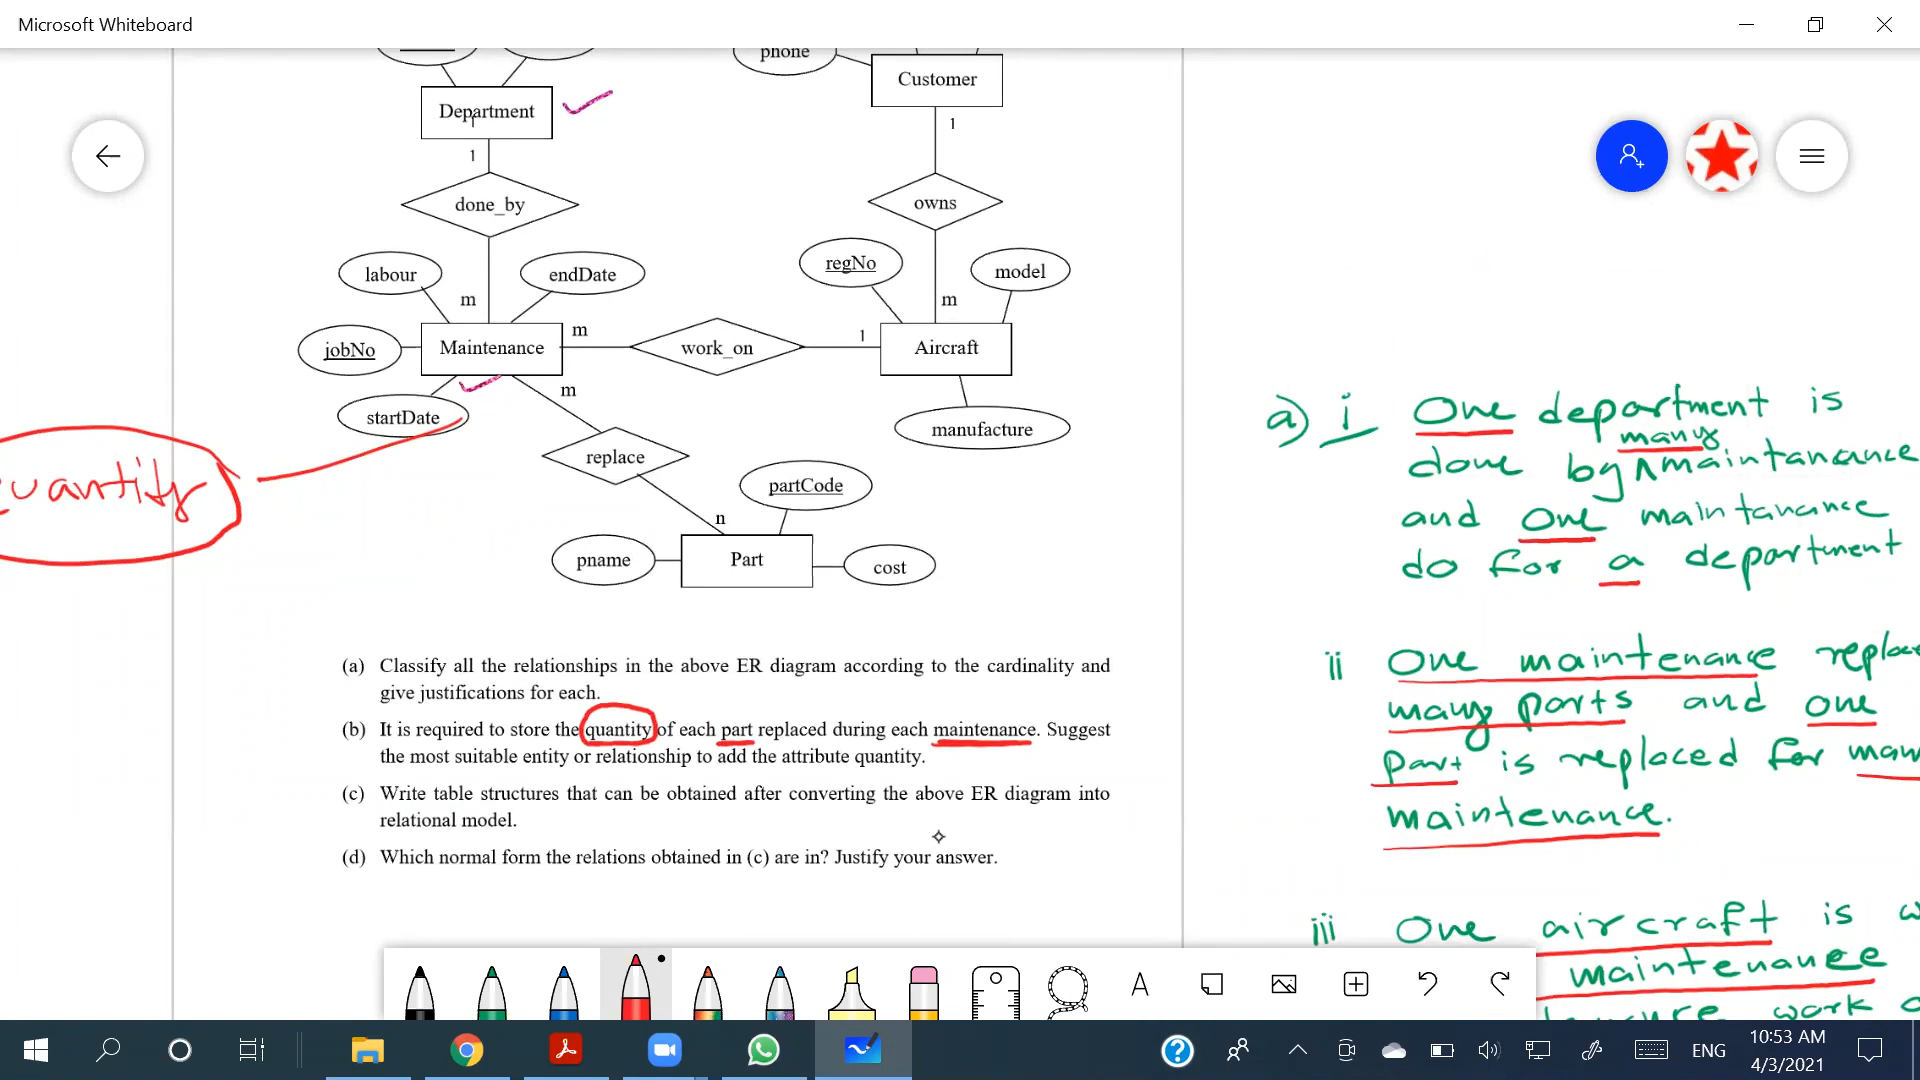 Microsoft Whiteboard
phone
Customer
Department
1
1
1
done_by
owns
regNo
model
labour
endDate
m
m
m
1
jobNo
Maintenance
work_on
Aircraft
m
startDate
manufacture
replace
partCode
n
pname
Part
cost
a) i One department is
many
done by ^ maintanance
and one maintanance
do for a department
ii One maintenance
many parts and one
part is replaced for
maintenance.
iii One aircraft is
maintenance
work
(a) Classify all the relationships in the above ER diagram according to the cardinality and
give justifications for each.
(b) It is required to store the quantity of each part replaced during each maintenance. Suggest
the most suitable entity or relationship to add the attribute quantity.
(c) Write table structures that can be obtained after converting the above ER diagram into
relational model.
(d) Which normal form the relations obtained in (c) are in? Justify your answer.
A
ENG
10:53 AM
4/3/2021